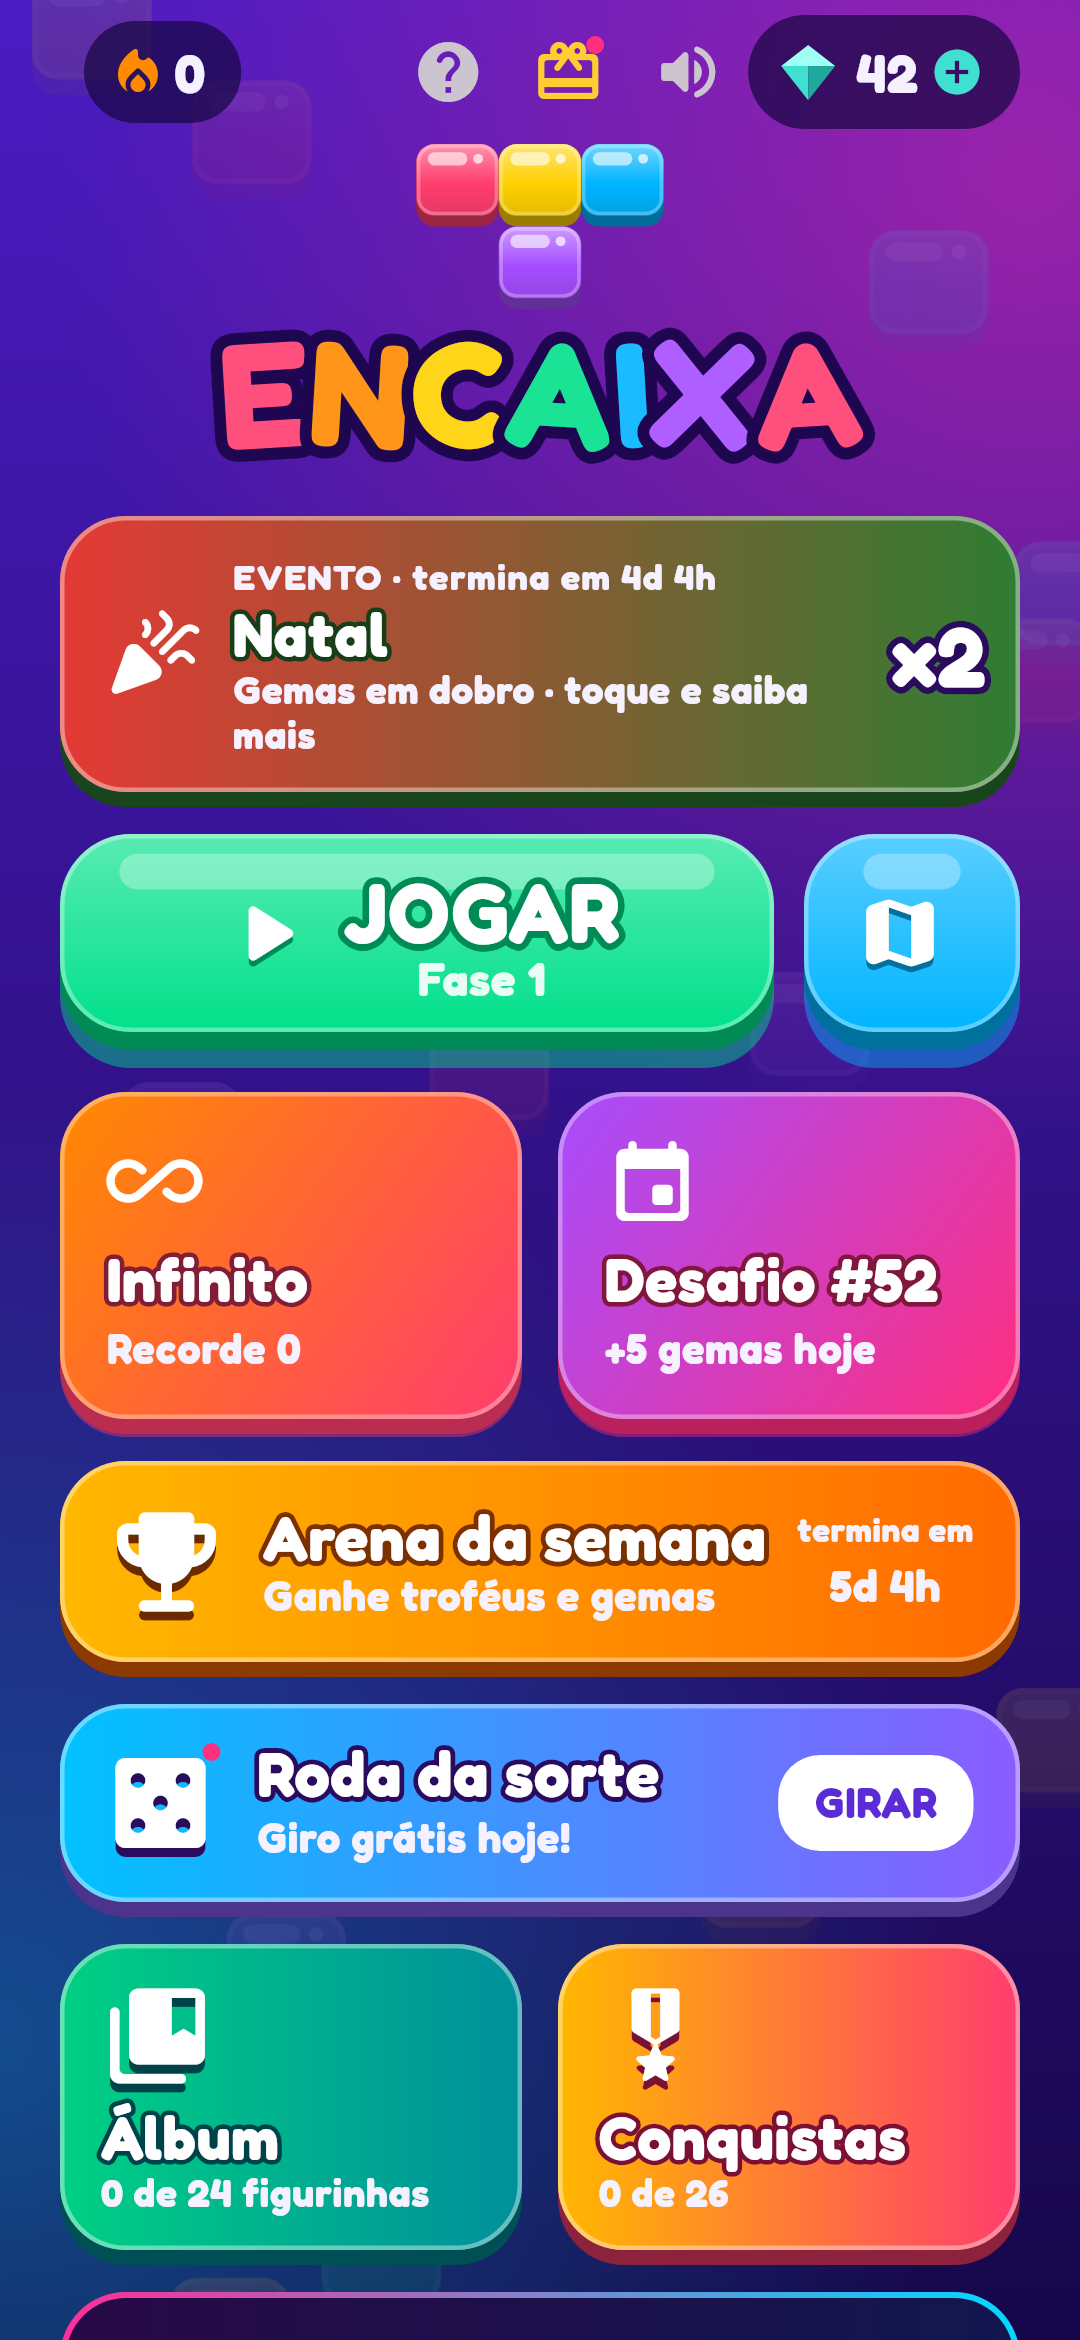 0
42
ENCAIXA
EVENTO · termina em 4d 4h
Natal
Gemas em dobro · toque e saiba
mais
x2
JOGAR
Fase 1
Infinito
Recorde 0
Desafio #52
+5 gemas hoje
Arena da semana
Ganhe troféus e gemas
termina em
5d 4h
Roda da sorte
Giro grátis hoje!
GIRAR
Álbum
0 de 24 figurinhas
Conquistas
0 de 26